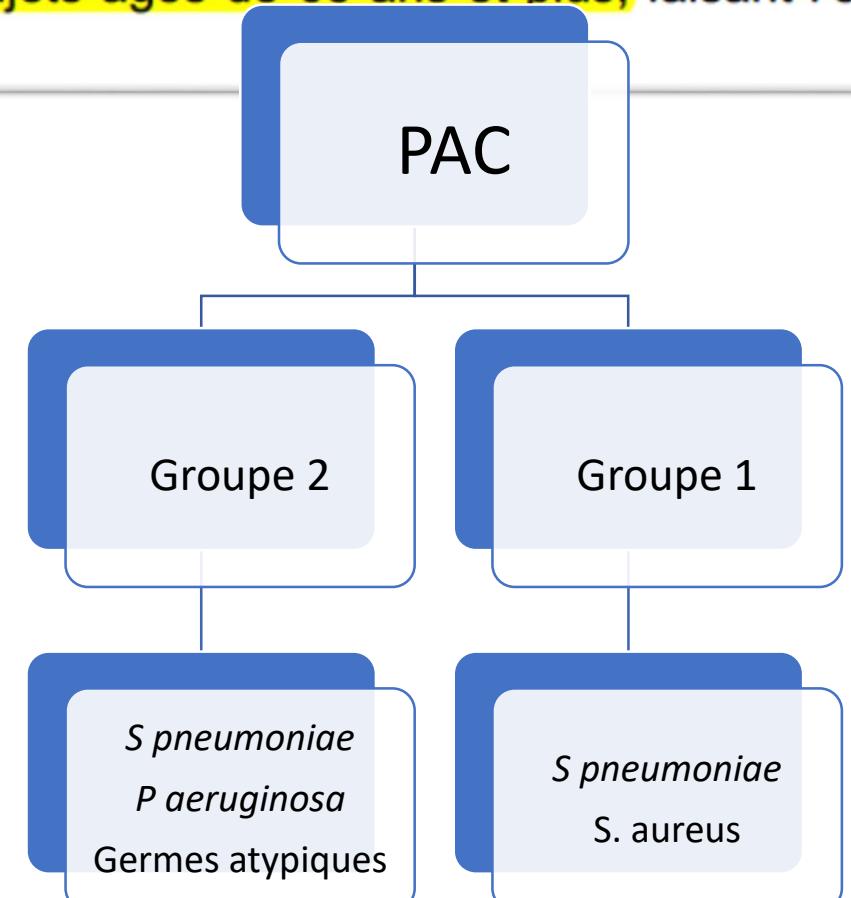 PAC
Groupe 2
Groupe 1
S pneumoniae
P aeruginosa
Germes atypiques
S pneumoniae
S. aureus